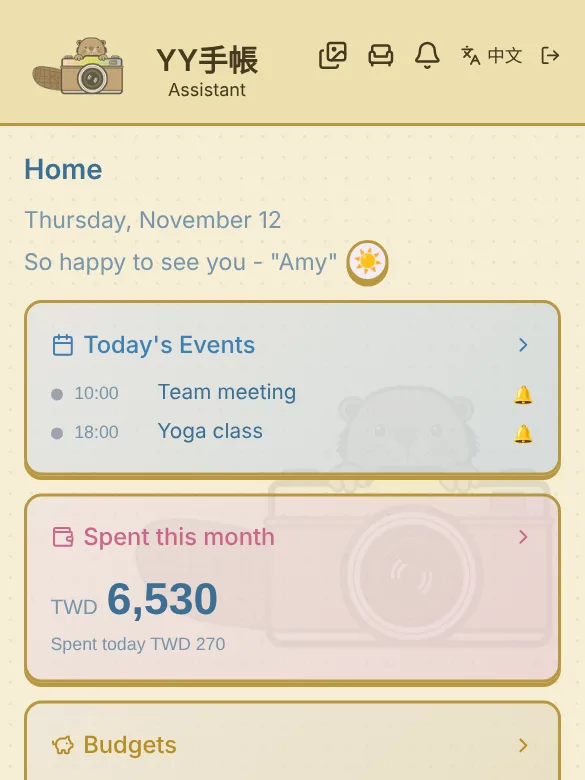 YY手帳
Assistant
中文
Home
Thursday, November 12
So happy to see you - "Amy"
Today's Events
10:00 Team meeting
18:00 Yoga class
Spent this month
TWD 6,530
Spent today TWD 270
Budgets